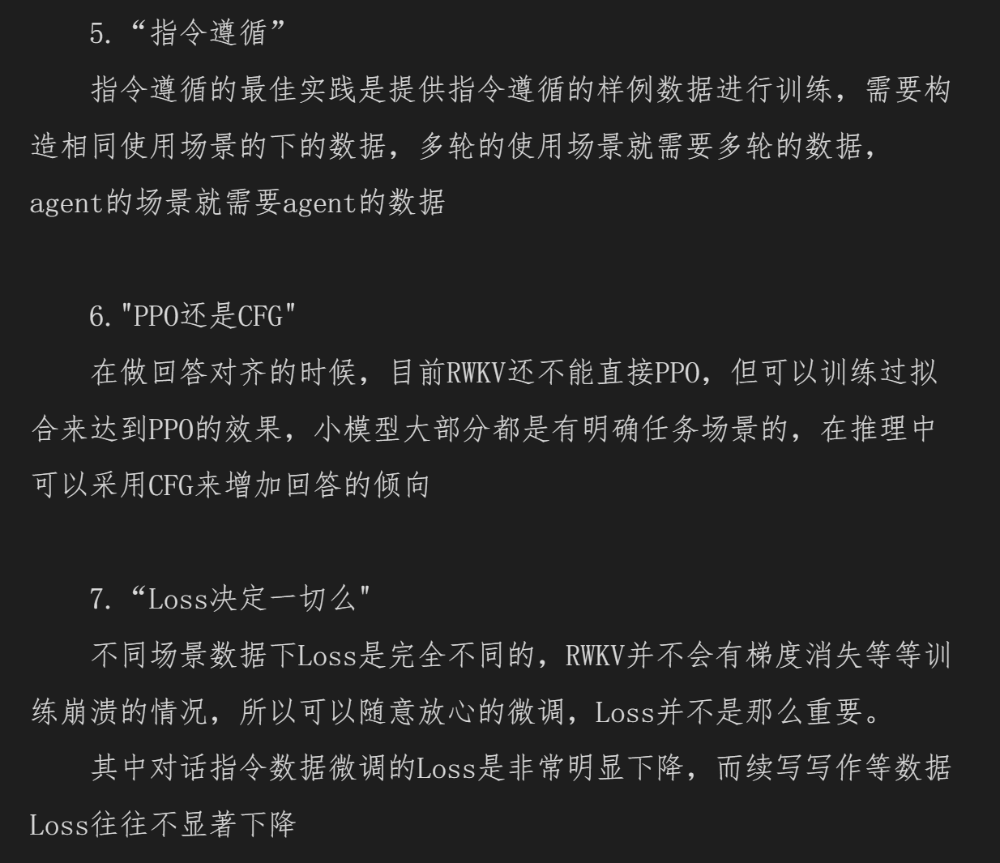 5. “指令遵循”
指令遵循的最佳实践是提供指令遵循的样例数据进行训练，需要构
造相同使用场景的下的数据，多轮的使用场景就需要多轮的数据，
agent的场景就需要agent的数据
6."PPO还是CFG"
在做回答对齐的时候，目前RWKV还不能直接PPO，但可以训练过拟
合来达到PPO的效果，小模型大部分都是有明确任务场景的，在推理中
可以采用CFG来增加回答的倾向
7. “Loss决定一切么"
不同场景数据下Loss是完全不同的，RWKV并不会有梯度消失等等训
练崩溃的情况，所以可以随意放心的微调，Loss并不是那么重要。
其中对话指令数据微调的Loss是非常明显下降，而续写写作等数据
Loss往往不显著下降